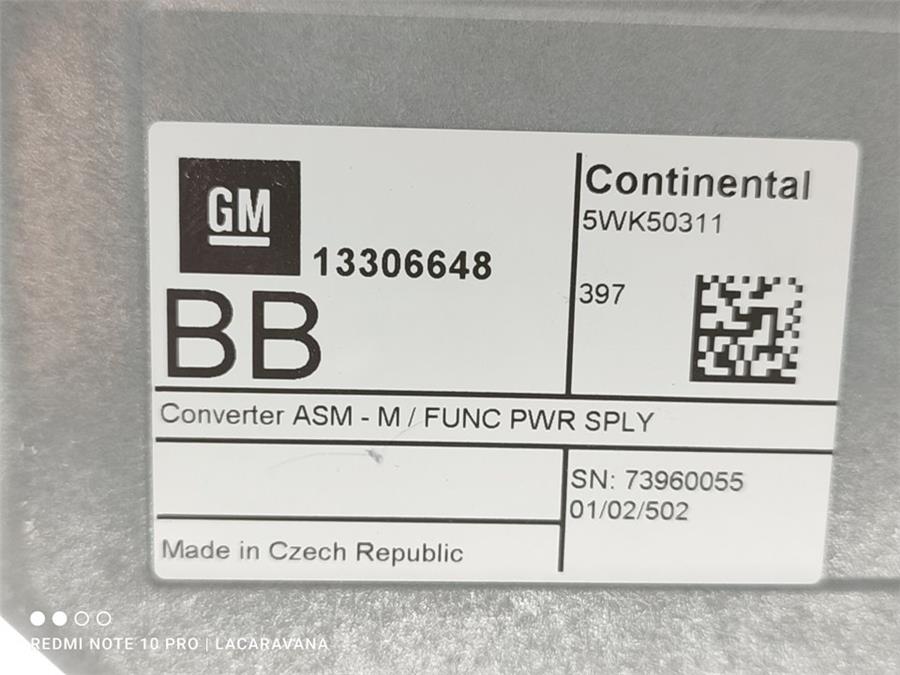 GM
13306648
BB
Continental
5WK50311
397
Converter ASM - M / FUNC PWR SPLY
SN: 73960055
01/02/502
Made in Czech Republic
REDMI NOTE 10 PRO | LACARAVANA